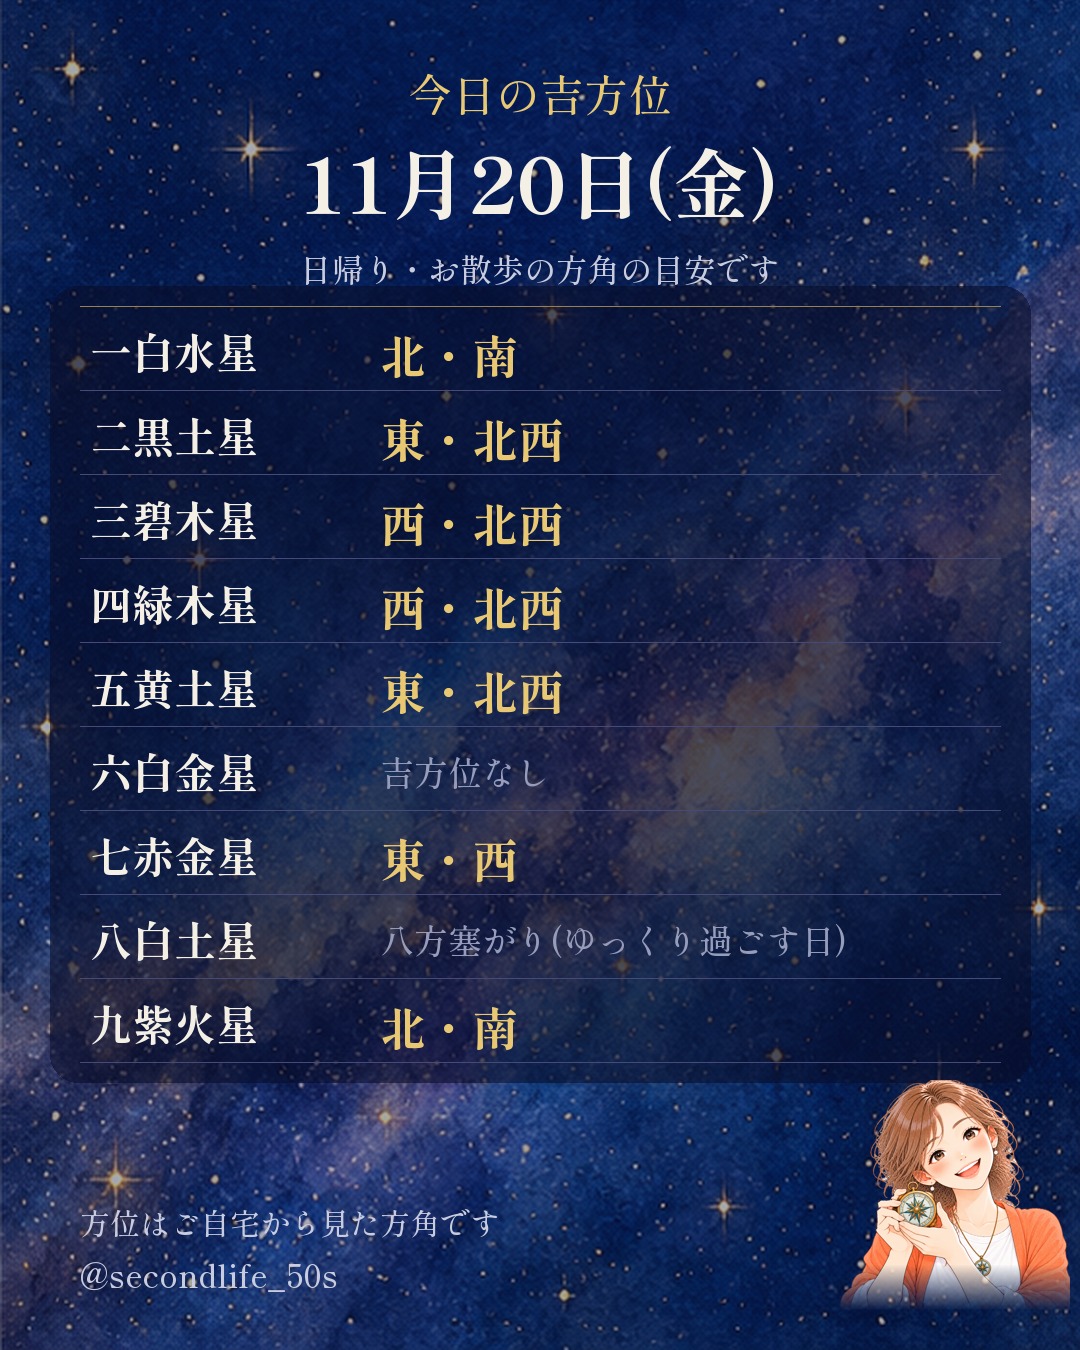 今日の吉方位
11月20日(金)
日帰り・お散歩の方角の目安です
一白水星 北・南
二黒土星 東・北西
三碧木星 西・北西
四緑木星 西・北西
五黄土星 東・北西
六白金星 吉方位なし
七赤金星 東・西
八白土星 八方塞がり(ゆっくり過ごす日)
九紫火星 北・南
方位はご自宅から見た方角です
@secondlife_50s